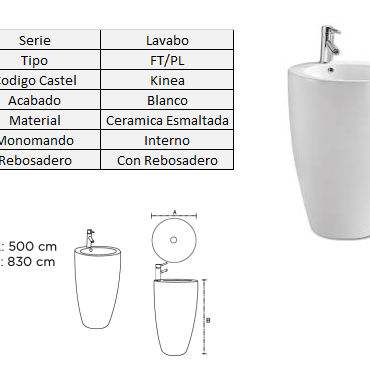 Serie Lavabo
Tipo FT/PL
Codigo Castel Kinea
Acabado Blanco
Material Ceramica Esmaltada
Monomando Interno
Rebosadero Con Rebosadero
A
: 500 cm
: 830 cm
B